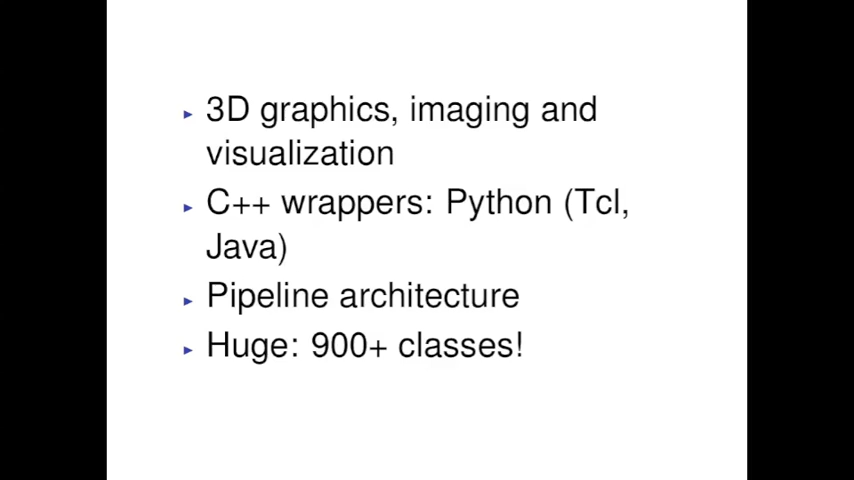 3D graphics, imaging and
visualization
C++ wrappers: Python (Tcl,
Java)
Pipeline architecture
Huge: 900+ classes!